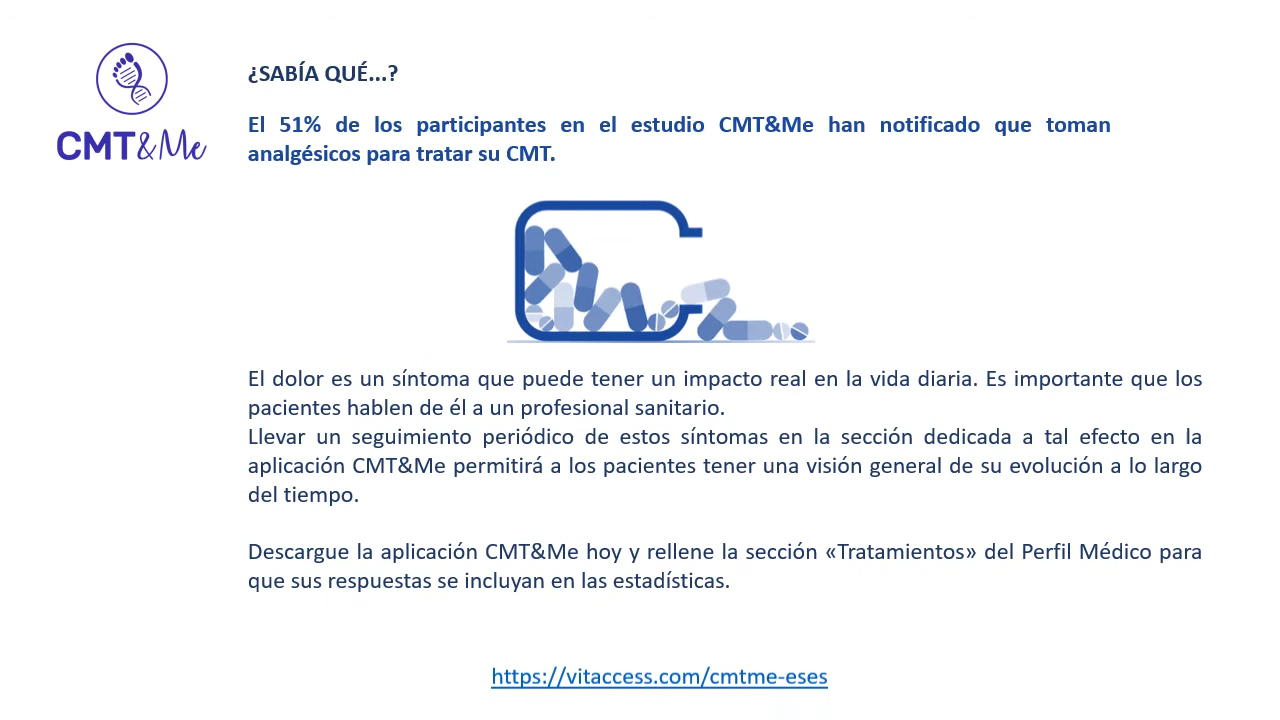 CMT&Me
¿SABÍA QUÉ...?
El 51% de los participantes en el estudio CMT&Me han notificado que toman
analgésicos para tratar su CMT.
El dolor es un síntoma que puede tener un impacto real en la vida diaria. Es importante que los
pacientes hablen de él a un profesional sanitario.
Llevar un seguimiento periódico de estos síntomas en la sección dedicada a tal efecto en la
aplicación CMT&Me permitirá a los pacientes tener una visión general de su evolución a lo largo
del tiempo.
Descargue la aplicación CMT&Me hoy y rellene la sección «Tratamientos» del Perfil Médico para
que sus respuestas se incluyan en las estadísticas.
https://vitaccess.com/cmtme-eses